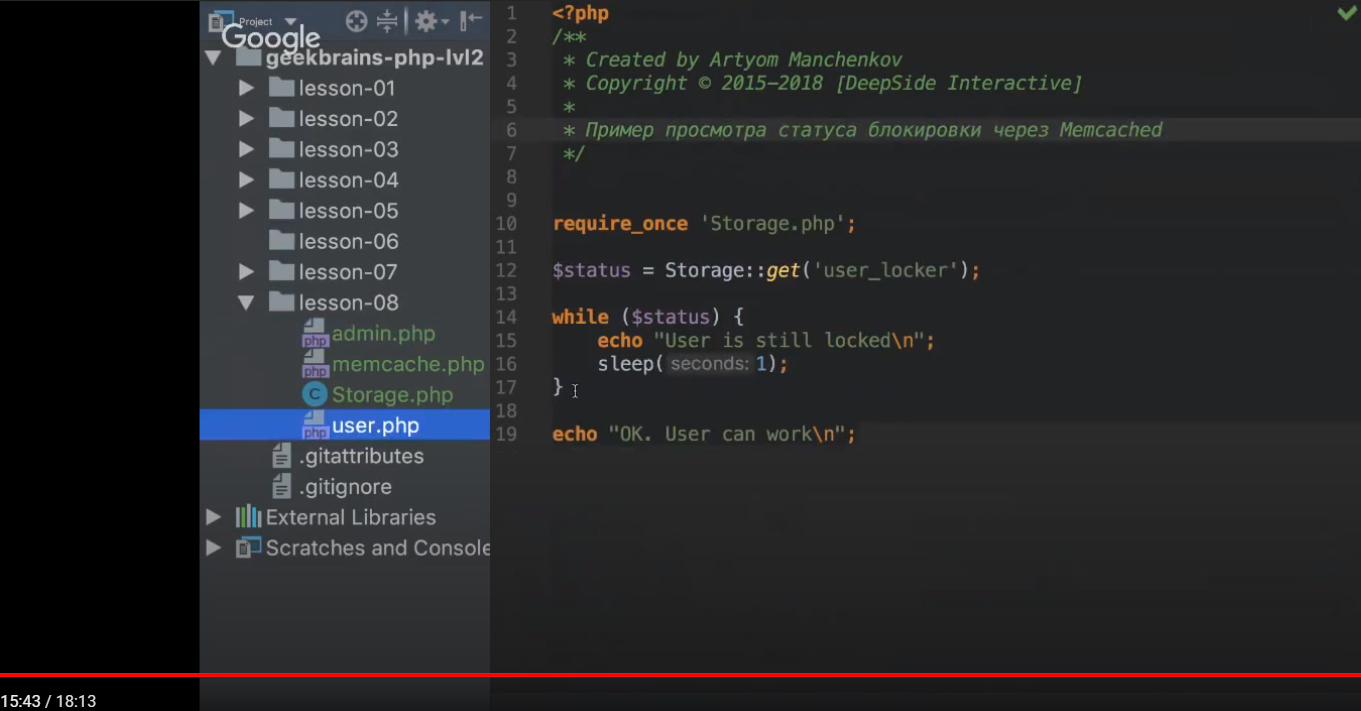 Project
Google
geekbrains-php-lvl2
lesson-01
lesson-02
lesson-03
lesson-04
lesson-05
lesson-06
lesson-07
lesson-08
php admin.php
php memcache.php
C Storage.php
php user.php
.gitattributes
.gitignore
External Libraries
Scratches and Console
1 <?php
2 /**
3 * Created by Artyom Manchenkov
4 * Copyright © 2015–2018 [DeepSide Interactive]
5 *
6 * Пример просмотра статуса блокировки через Memcached
7 */
8
9
10 require_once 'Storage.php';
11
12 $status = Storage::get('user_locker');
13
14 while ($status) {
15 echo "User is still locked\n";
16 sleep( seconds: 1);
17 }
18
19 echo "OK. User can work\n";
15:43 / 18:13